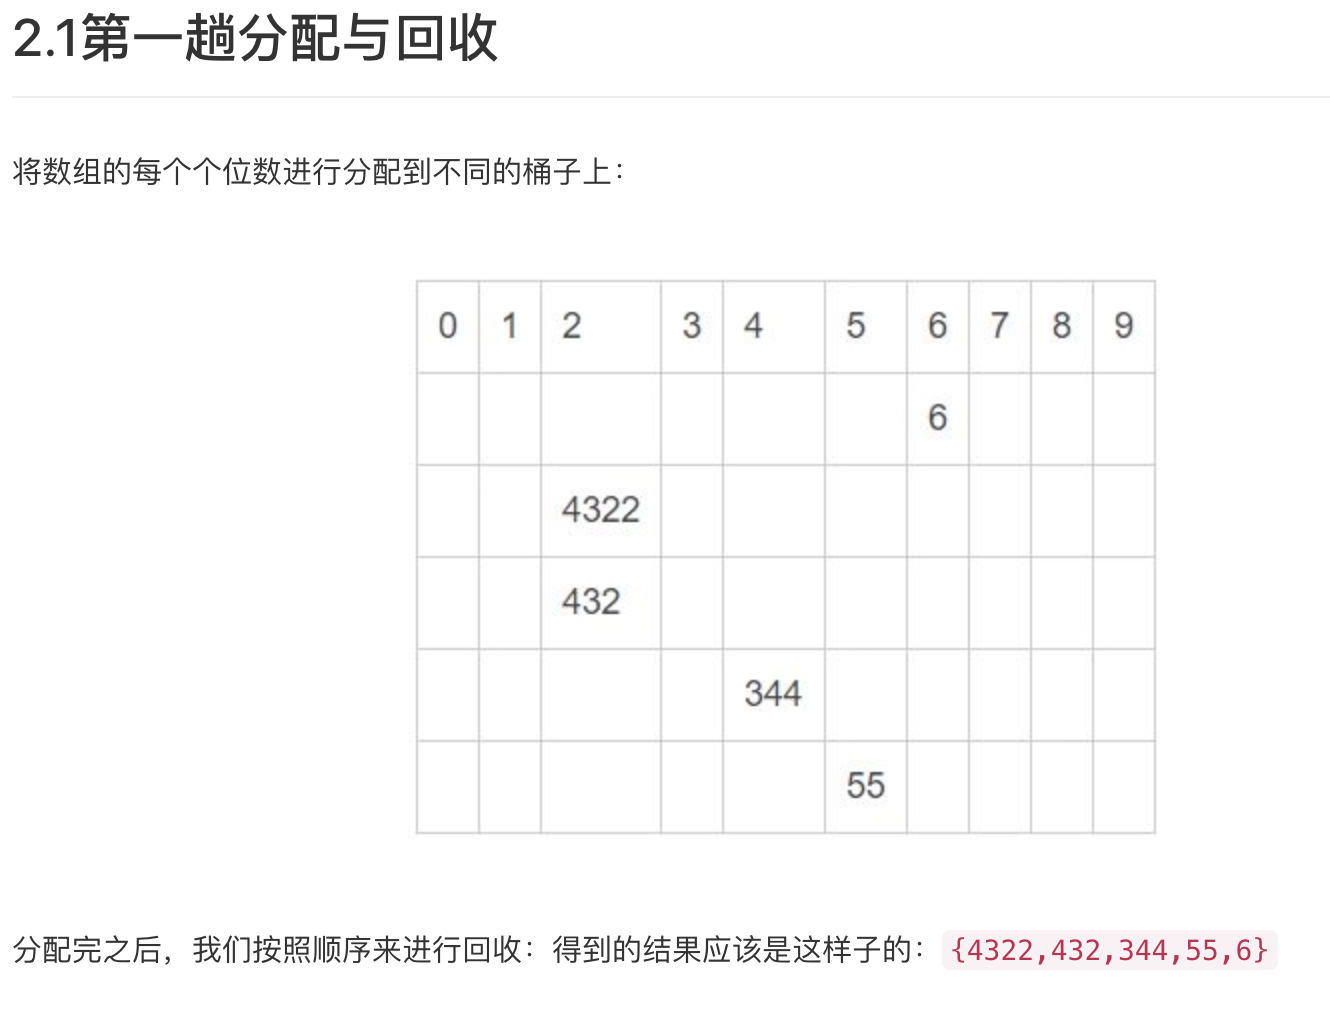 2.1第一趟分配与回收
将数组的每个个位数进行分配到不同的桶子上：
0 1 2 3 4 5 6 7 8 9
6
4322
432
344
55
分配完之后，我们按照顺序来进行回收：得到的结果应该是这样子的：{4322,432,344,55,6}